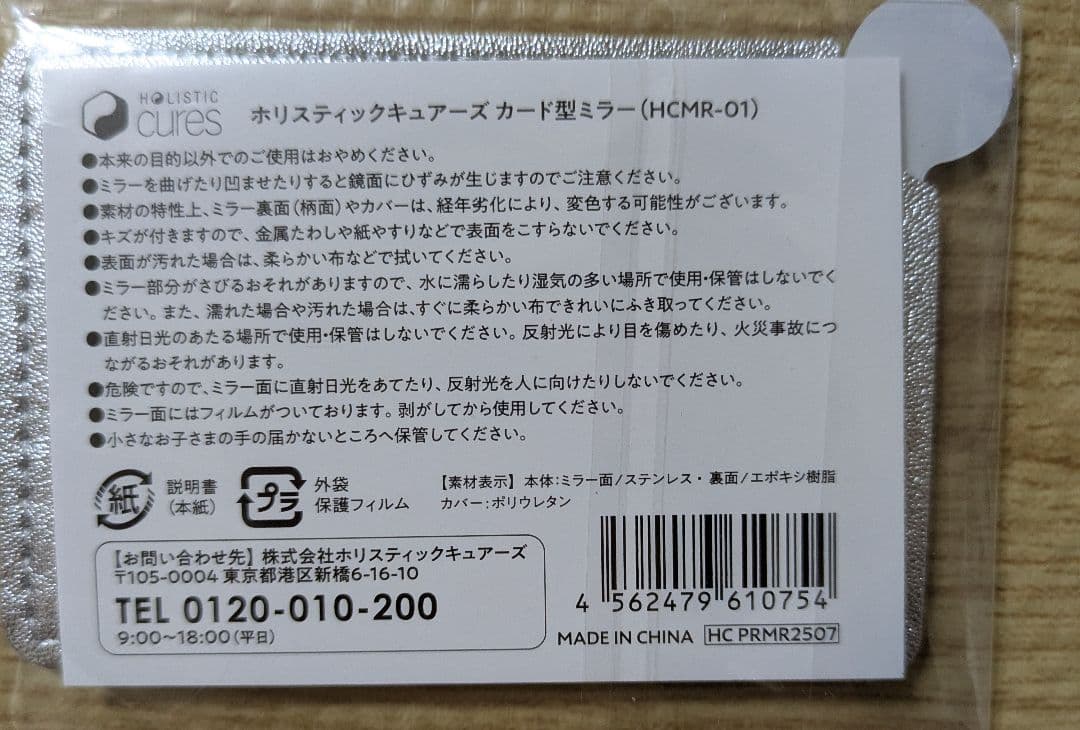 HOLISTIC
cures
ホリスティックキュアーズ カード型ミラー(HCMR-01)
●本来の目的以外でのご使用はおやめください。
●ミラーを曲げたり凹ませたりすると鏡面にひずみが生じますのでご注意ください。
●素材の特性上、ミラー裏面(柄面)やカバーは、経年劣化により、変色する可能性がございます。
●キズが付きますので、金属たわしや紙やすりなどで表面をこすらないでください。
●表面が汚れた場合は、柔らかい布などで拭いてください。
●ミラー部分がさびるおそれがありますので、水に濡らしたり湿気の多い場所で使用・保管はしないでく
ださい。また、濡れた場合や汚れた場合は、すぐに柔らかい布できれいにふき取ってください。
●直射日光のあたる場所で使用・保管はしないでください。反射光により目を傷めたり、火災事故につ
ながるおそれがあります。
●危険ですので、ミラー面に直射日光をあてたり、反射光を人に向けたりしないでください。
●ミラー面にはフィルムがついております。剥がしてから使用してください。
●小さなお子さまの手の届かないところへ保管してください。
紙 説明書
(本紙)
プラ 外袋
保護フィルム
【素材表示】本体:ミラー面/ステンレス・裏面/エポキシ樹脂
カバー:ポリウレタン
【お問い合わせ先】株式会社ホリスティックキュアーズ
〒105-0004 東京都港区新橋6-16-10
TEL 0120-010-200
9:00〜18:00(平日)
4 562479 610754
MADE IN CHINA HC PRMR2507